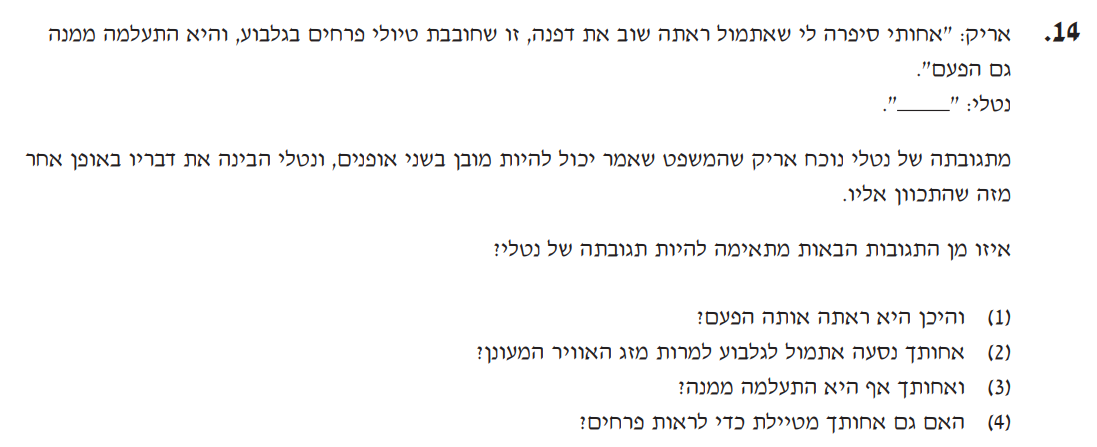 14. אריק: "אחותי סיפרה לי שאתמול ראתה שוב את דפנה, זו שחובבת טיולי פרחים בגלבוע, והיא התעלמה ממנה
גם הפעם".
נטלי: "_____".
מתגובתה של נטלי נוכח אריק שהמשפט שאמר יכול להיות מובן בשני אופנים, ונטלי הבינה את דבריו באופן אחר
מזה שהתכוון אליו.
איזו מן התגובות הבאות מתאימה להיות תגובתה של נטלי?
(1) והיכן היא ראתה אותה הפעם?
(2) אחותך נסעה אתמול לגלבוע למרות מזג האוויר המעונן?
(3) ואחותך אף היא התעלמה ממנה?
(4) האם גם אחותך מטיילת כדי לראות פרחים?